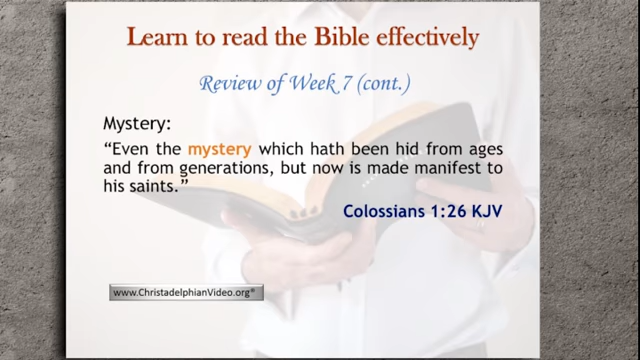 Learn to read the Bible effectively
Review of Week 7 (cont.)
Mystery:
“Even the mystery which hath been hid from ages
and from generations, but now is made manifest to
his saints.”
Colossians 1:26 KJV
www.ChristadelphianVideo.org®